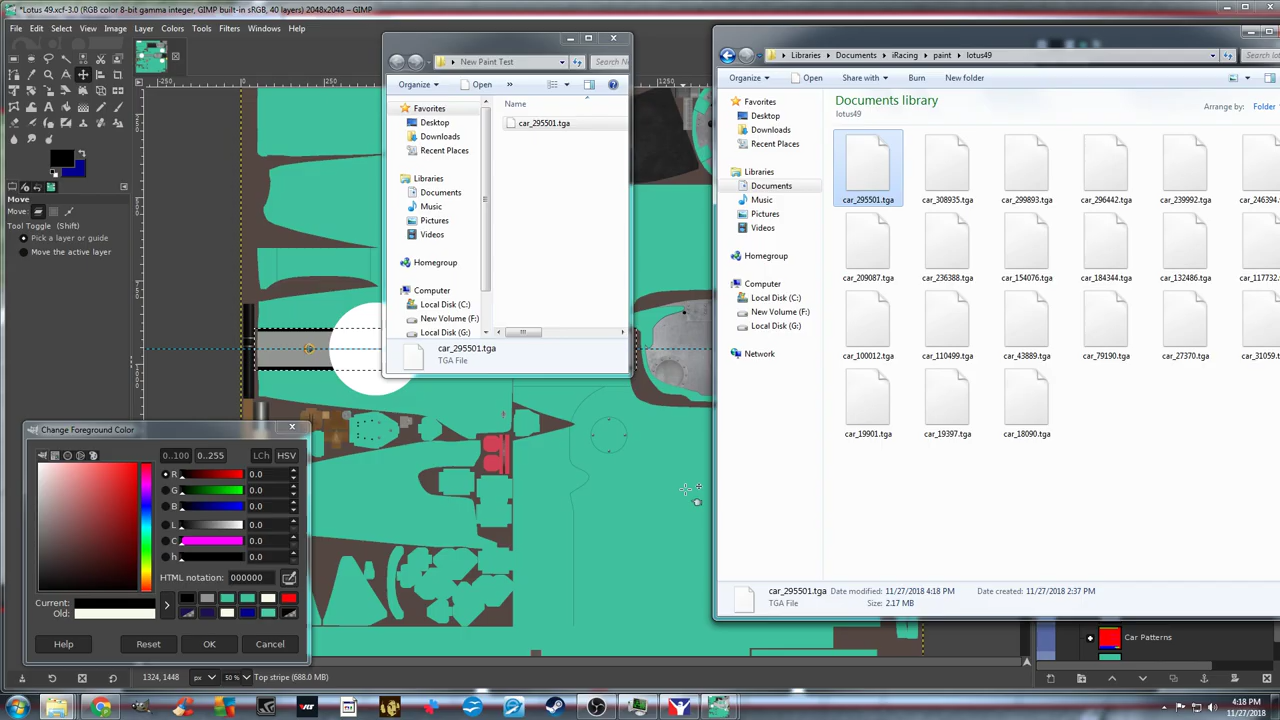 *Lotus 49.xcf-3.0 (RGB color 8-bit gamma integer, GIMP built-in sRGB, 40 layers) 2048x2048 – GIMP
File Edit Select View Image Layer Colors Tools Filters Windows Help
Move
Move:
Tool Toggle (Shift)
Pick a layer or guide
Move the active layer
New Paint Test
Organize
Open
»
Favorites
Desktop
Downloads
Recent Places
Libraries
Documents
Music
Pictures
Videos
Homegroup
Computer
Local Disk (C:)
New Volume (F:)
Local Disk (G:)
Name
car_295501.tga
car_295501.tga
TGA File
Libraries
Documents
iRacing
paint
lotus49
Organize
Open
Share with
Burn
New folder
Favorites
Desktop
Downloads
Recent Places
Libraries
Documents
Music
Pictures
Videos
Homegroup
Computer
Local Disk (C:)
New Volume (F:)
Local Disk (G:)
Network
Documents library
lotus49
Arrange by: Folder
car_295501.tga car_308935.tga car_299893.tga car_296442.tga car_239992.tga car_246394.
car_209087.tga car_236388.tga car_154076.tga car_184344.tga car_132486.tga car_117732.
car_100012.tga car_110499.tga car_43889.tga car_79190.tga car_27370.tga car_31059.
car_19901.tga car_19397.tga car_18090.tga
car_295501.tga Date modified: 11/27/2018 4:18 PM Date created: 11/27/2018 2:37 PM
TGA File Size: 2.17 MB
Change Foreground Color
0..100 0..255 LCh HSV
R 0.0
G 0.0
B 0.0
L 0.0
C 0.0
h 0.0
HTML notation: 000000
Current:
Old:
Help Reset OK Cancel
1324, 1448 px 50 % Top stripe (688.0 MB)
Car Patterns
4:18 PM
11/27/2018